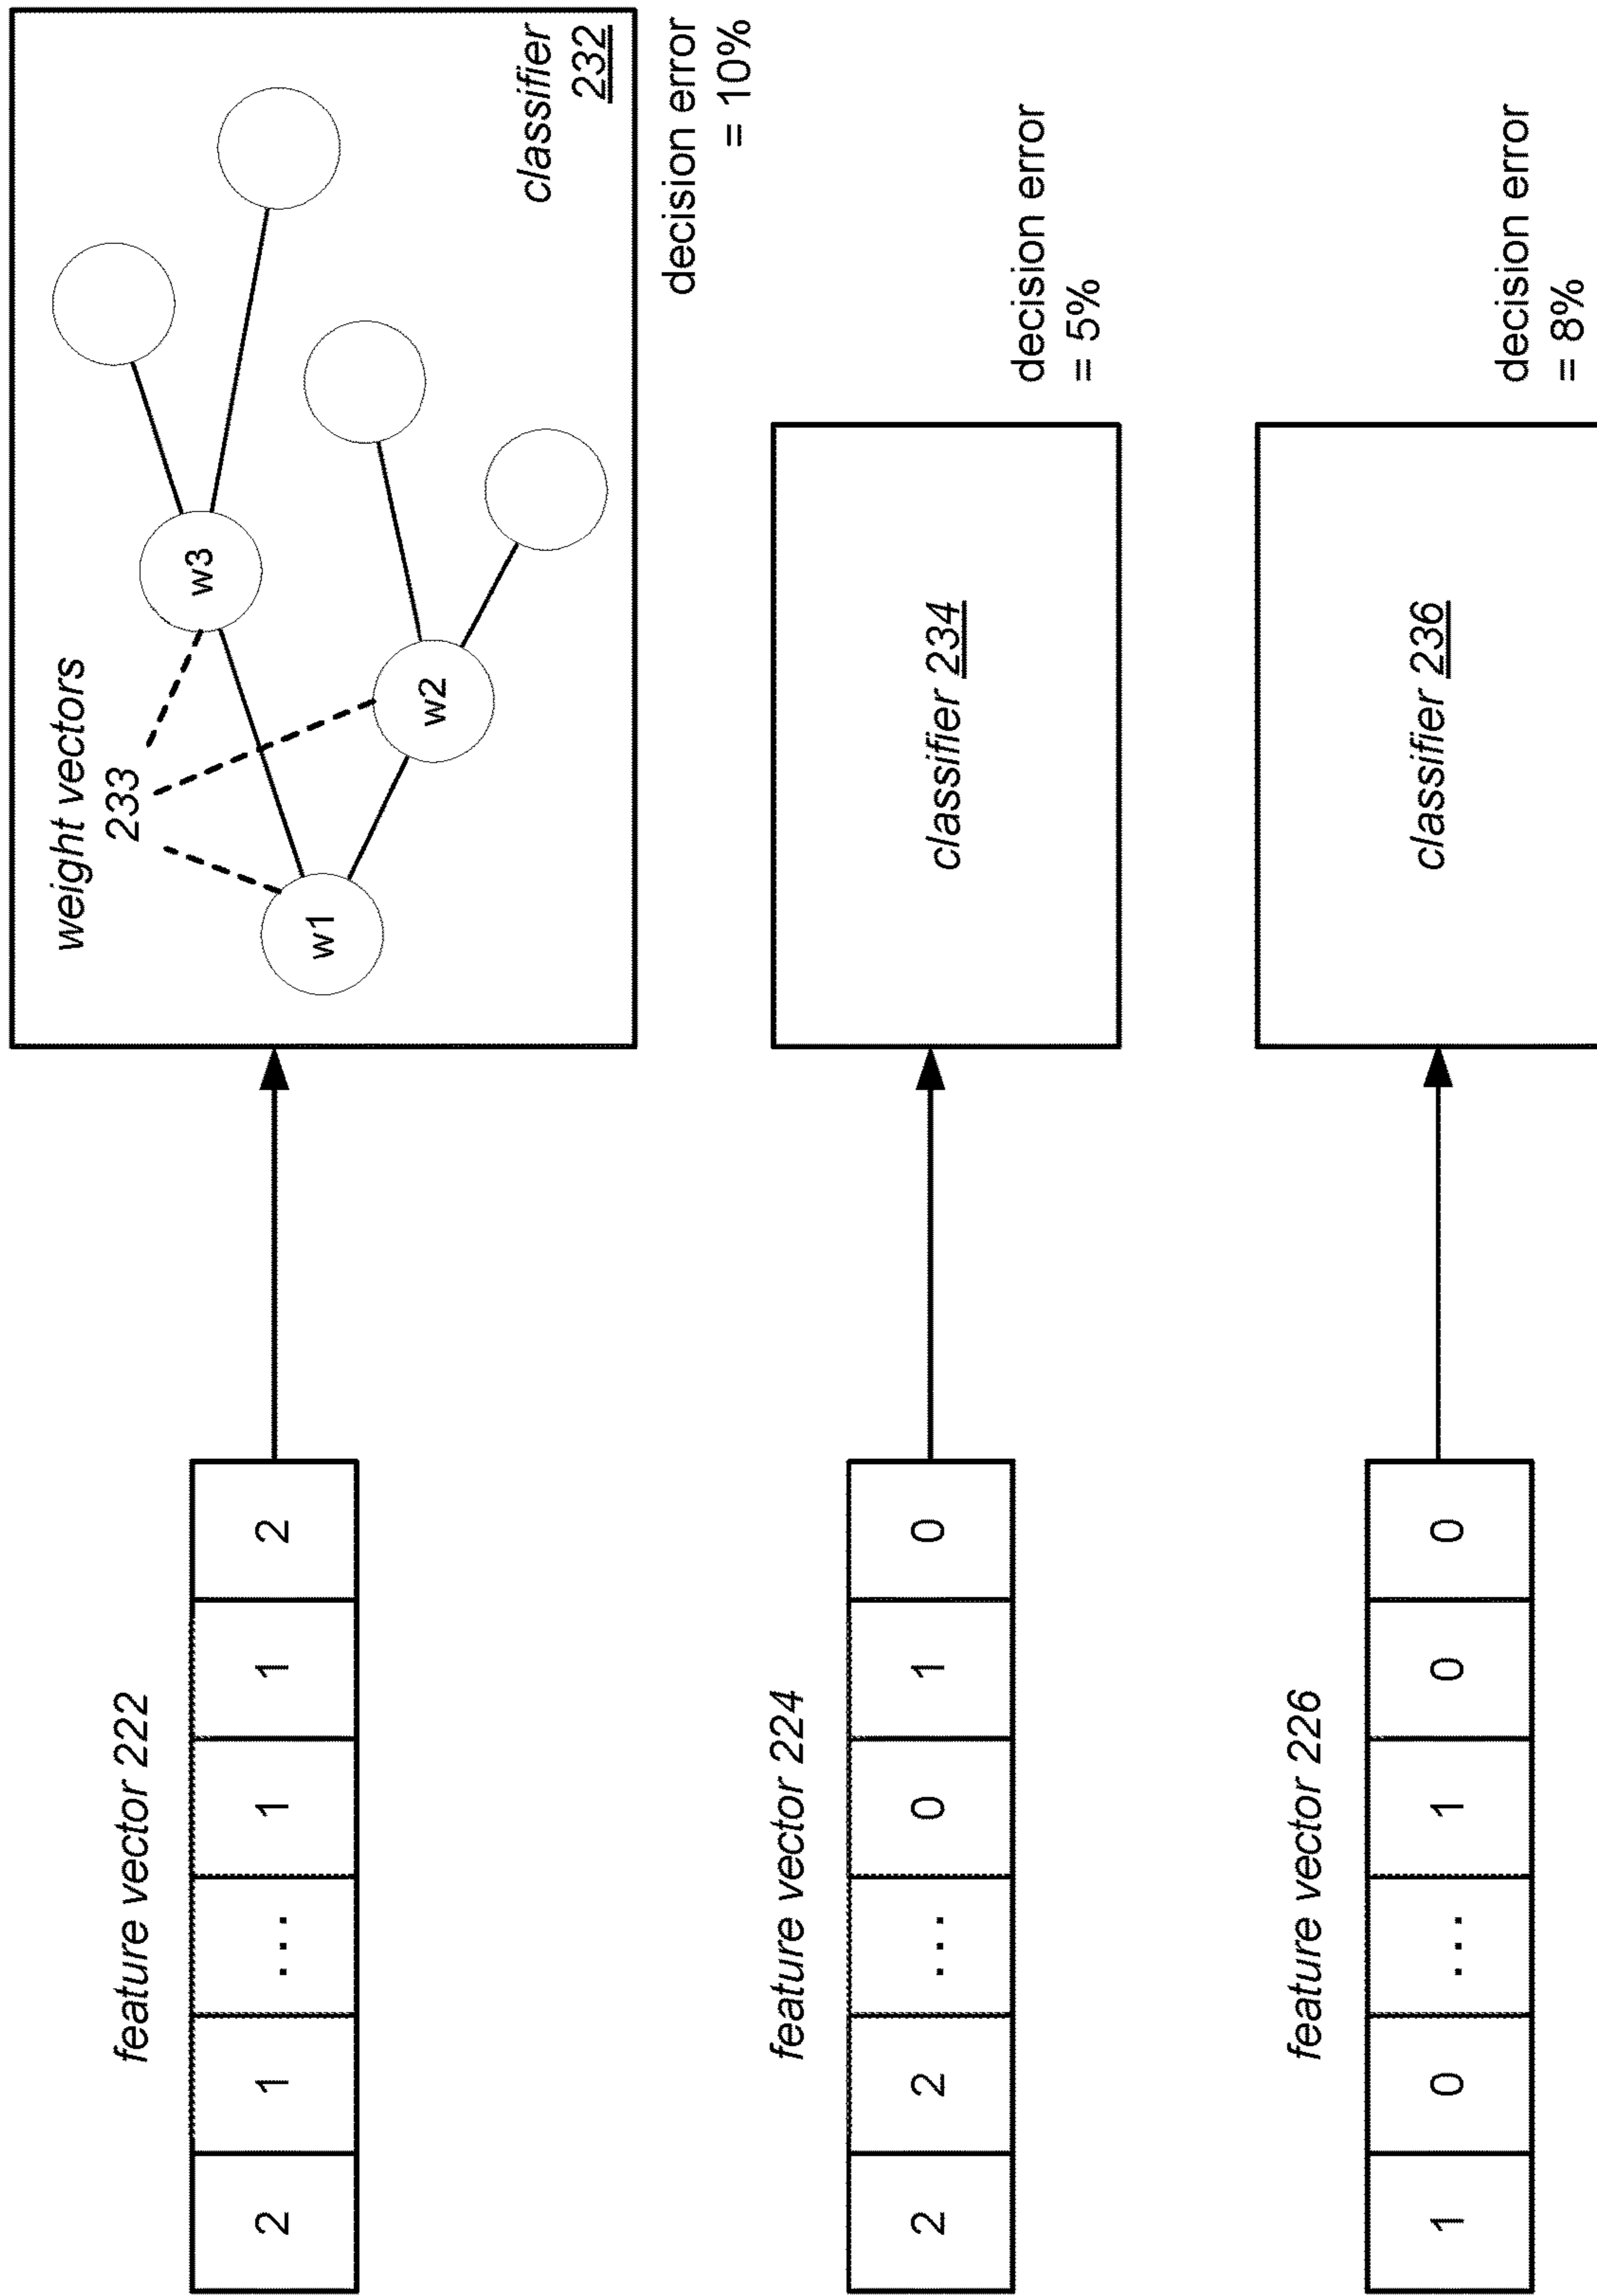 feature vector 222
2 1 ... 1 1 2
weight vectors
233
w1
w2
w3
classifier
232
decision error
= 10%
feature vector 224
2 2 ... 0 1 0
classifier 234
decision error
= 5%
feature vector 226
1 0 ... 1 0 0
classifier 236
decision error
= 8%